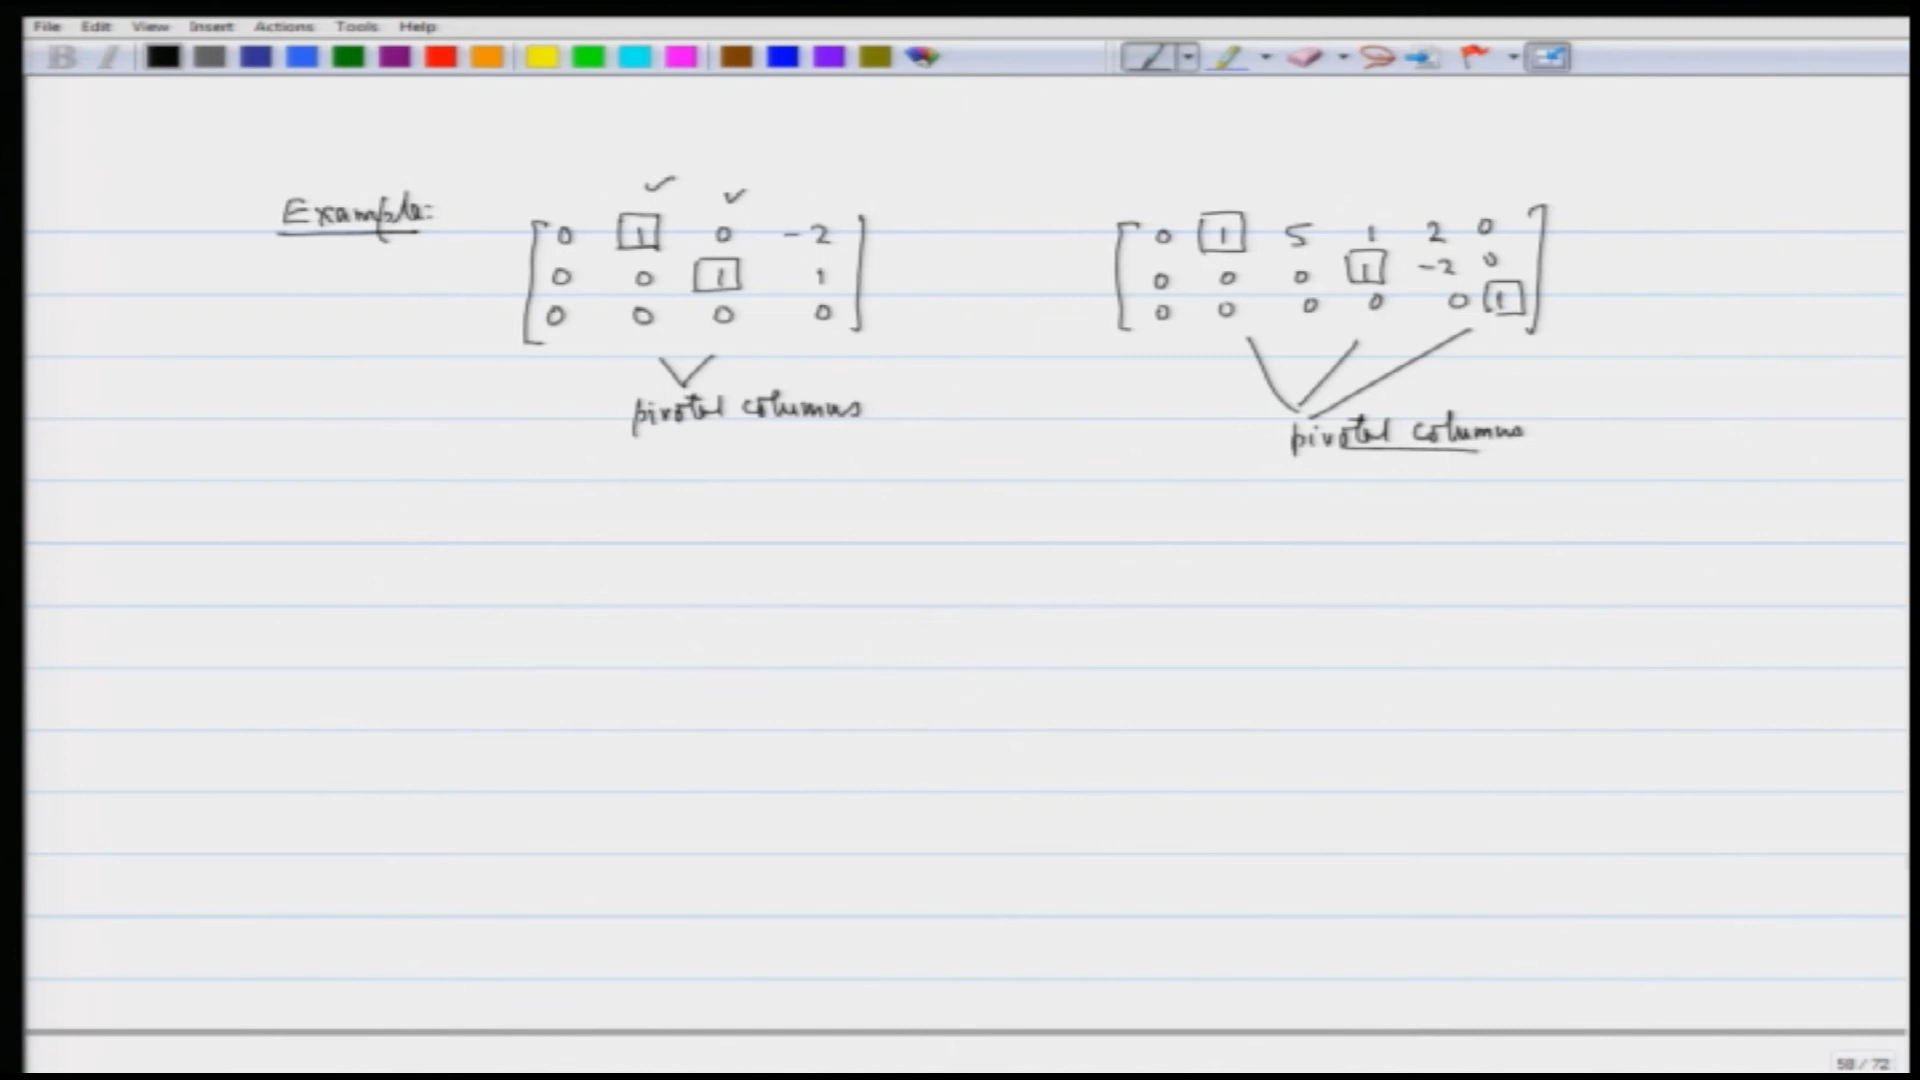 File Edit View Insert Actions Tools Help
B I
Example:
0 1 0 -2
0 0 1 1
0 0 0 0
pivotal columns
0 1 5 1 2 0
0 0 0 1 -2 0
0 0 0 0 0 1
pivotal columns
58 / 72